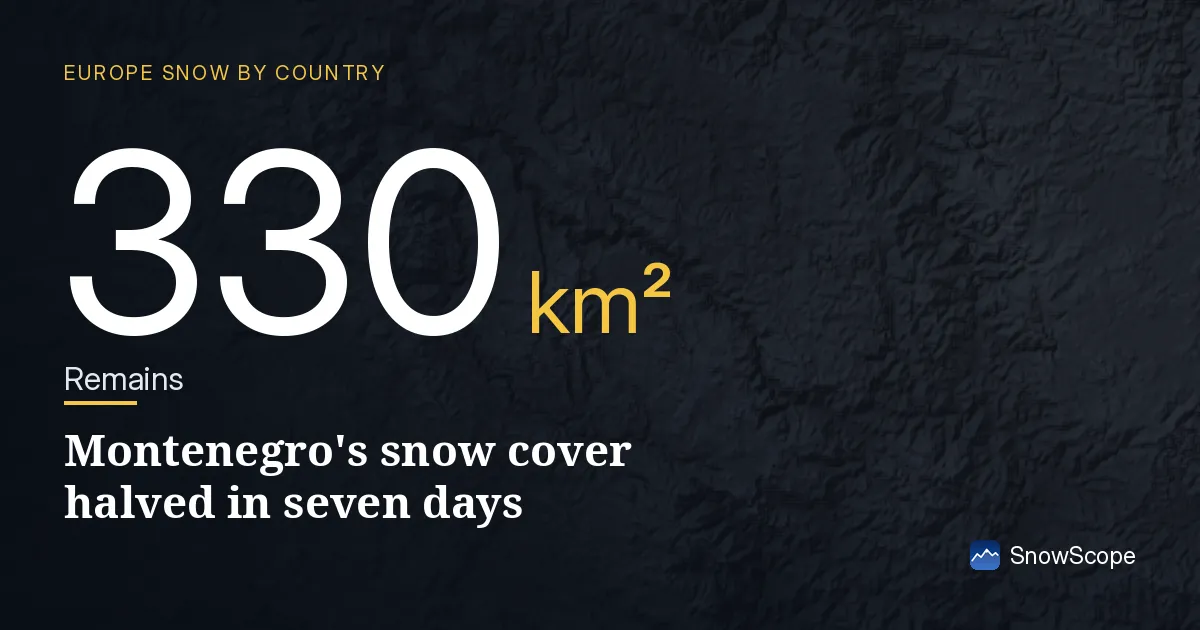 EUROPE SNOW BY COUNTRY
330 km²
Remains
Montenegro's snow cover
halved in seven days
SnowScope